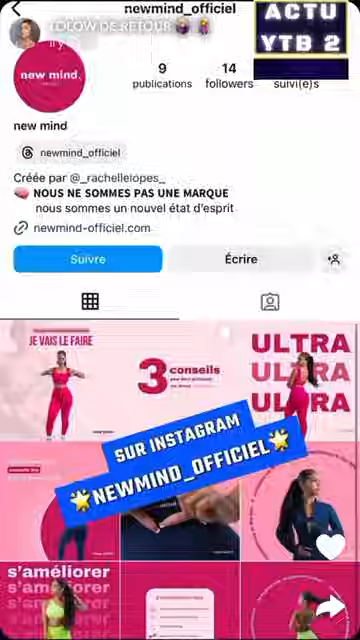 newmind_officiel
FOLOW DE RETOUR
ACTU
YTB 2
new mind.
9
14
publications
followers
suivi(e)s
new mind
newmind_officiel
Créée par @_rachellelopes_
🧠 NOUS NE SOMMES PAS UNE MARQUE
nous sommes un nouvel état d'esprit
newmind-officiel.com
Suivre
Écrire
JE VAIS LE FAIRE
3 conseils
ULTRA
ULTRA
ULTRA
SUR INSTAGRAM
🌟NEWMIND_OFFICIEL🌟
s'améliorer
s'améliorer